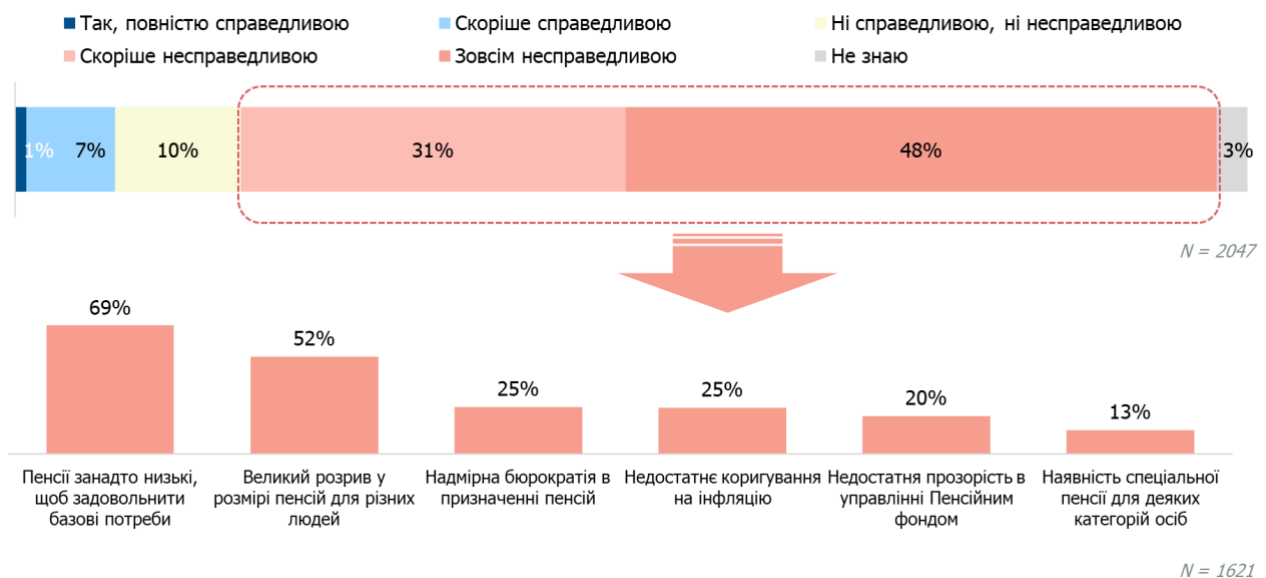 Так, повністю справедливою
Скоріше справедливою
Ні справедливою, ні несправедливою
Скоріше несправедливою
Зовсім несправедливою
Не знаю
1% 7% 10% 31% 48% 3%
N = 2047
69%
52%
25%
25%
20%
13%
Пенсії занадто низькі,
щоб задовольнити
базові потреби
Великий розрив у
розмірі пенсій для різних
людей
Надмірна бюрократія в
призначенні пенсій
Недостатнє коригування
на інфляцію
Недостатня прозорість в
управлінні Пенсійним
фондом
Наявність спеціальної
пенсії для деяких
категорій осіб
N = 1621